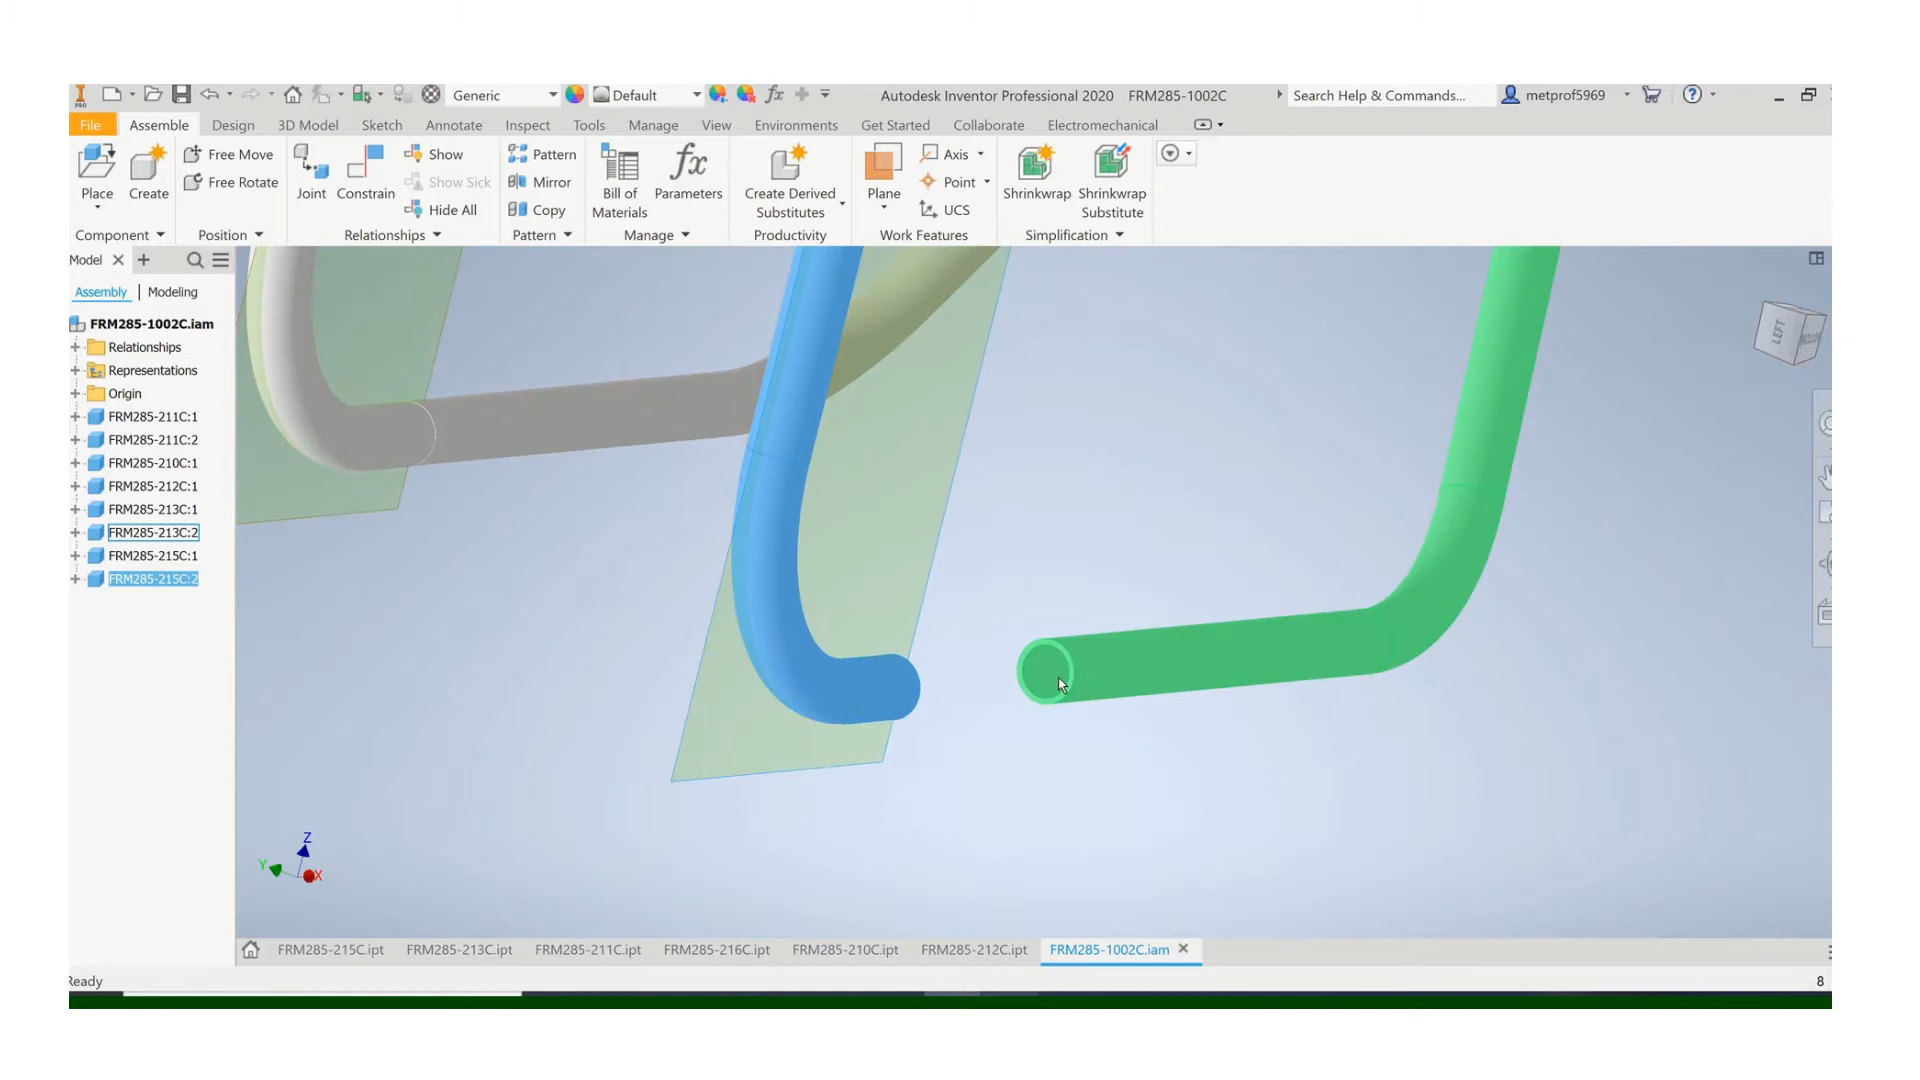 PRO
Generic
Default
Autodesk Inventor Professional 2020 FRM285-1002C
Search Help & Commands...
metprof5969
File Assemble Design 3D Model Sketch Annotate Inspect Tools Manage View Environments Get Started Collaborate Electromechanical
Place
Create
Free Move
Free Rotate
Joint
Constrain
Show
Show Sick
Hide All
Pattern
Mirror
Copy
Bill of
Materials
Parameters
Create Derived
Substitutes
Plane
Axis
Point
UCS
Shrinkwrap
Shrinkwrap
Substitute
Component Position Relationships Pattern Manage Productivity Work Features Simplification
Model
Assembly Modeling
FRM285-1002C.iam
Relationships
Representations
Origin
FRM285-211C:1
FRM285-211C:2
FRM285-210C:1
FRM285-212C:1
FRM285-213C:1
FRM285-213C:2
FRM285-215C:1
FRM285-215C:2
LEFT
Z
Y
X
FRM285-215C.ipt FRM285-213C.ipt FRM285-211C.ipt FRM285-216C.ipt FRM285-210C.ipt FRM285-212C.ipt FRM285-1002C.iam
Ready
8